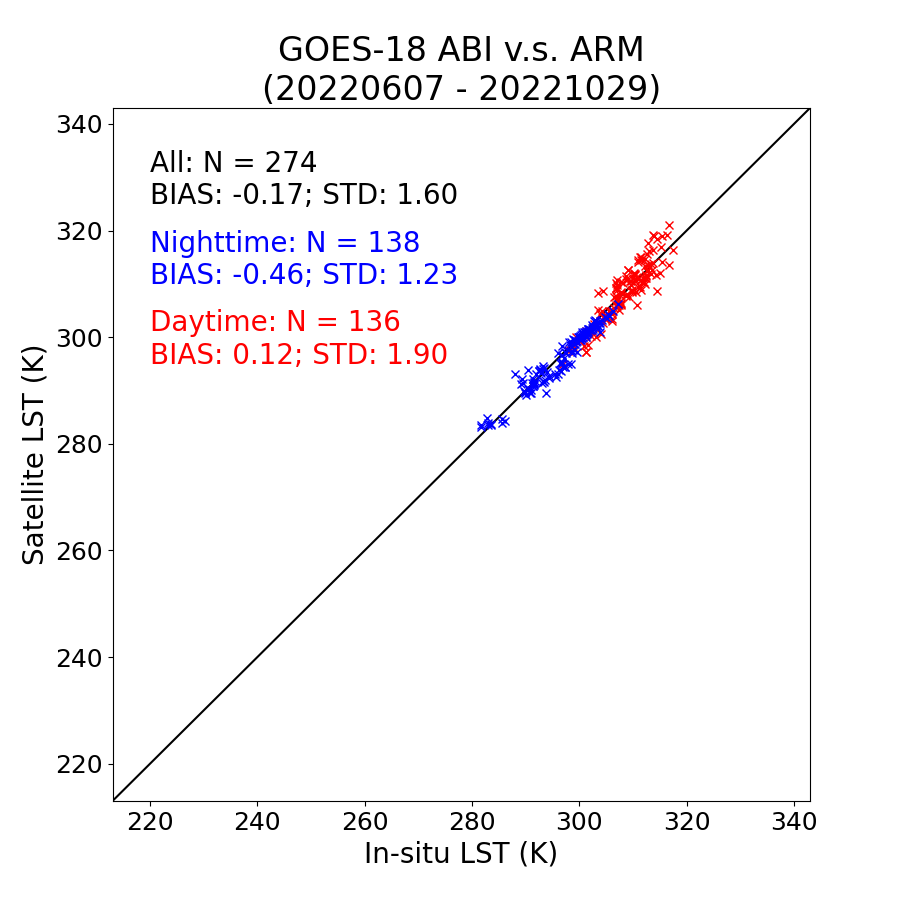 GOES-18 ABI v.s. ARM
(20220607 - 20221029)
340
320
300
280
260
240
220
Satellite LST (K)
All: N = 274
BIAS: -0.17; STD: 1.60
Nighttime: N = 138
BIAS: -0.46; STD: 1.23
Daytime: N = 136
BIAS: 0.12; STD: 1.90
220 240 260 280 300 320 340
In-situ LST (K)